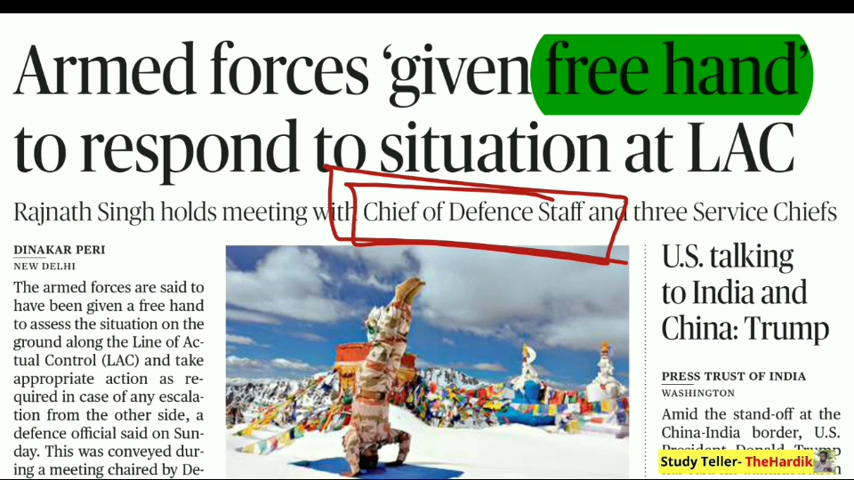 Armed forces ‘given free hand’
to respond to situation at LAC
Rajnath Singh holds meeting with Chief of Defence Staff and three Service Chiefs
DINAKAR PERI
NEW DELHI
The armed forces are said to
have been given a free hand
to assess the situation on the
ground along the Line of Ac-
tual Control (LAC) and take
appropriate action as re-
quired in case of any escala-
tion from the other side, a
defence official said on Sun-
day. This was conveyed dur-
ing a meeting chaired by De-
U.S. talking
to India and
China: Trump
PRESS TRUST OF INDIA
WASHINGTON
Amid the stand-off at the
China-India border, U.S.
President Donald Trump
Study Teller- TheHardik